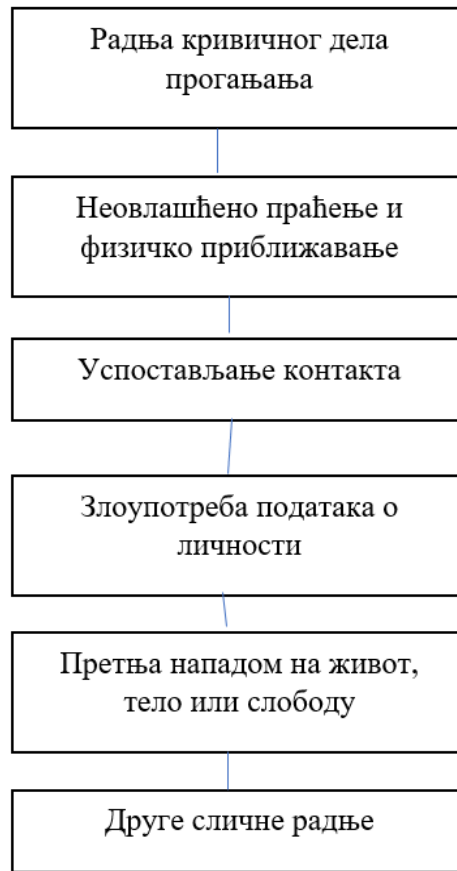 Радња кривичног дела
прогањања
Неовлашћено праћење и
физичко приближавање
Успостављање контакта
Злоупотреба података о
личности
Претња нападом на живот,
тело или слободу
Друге сличне радње